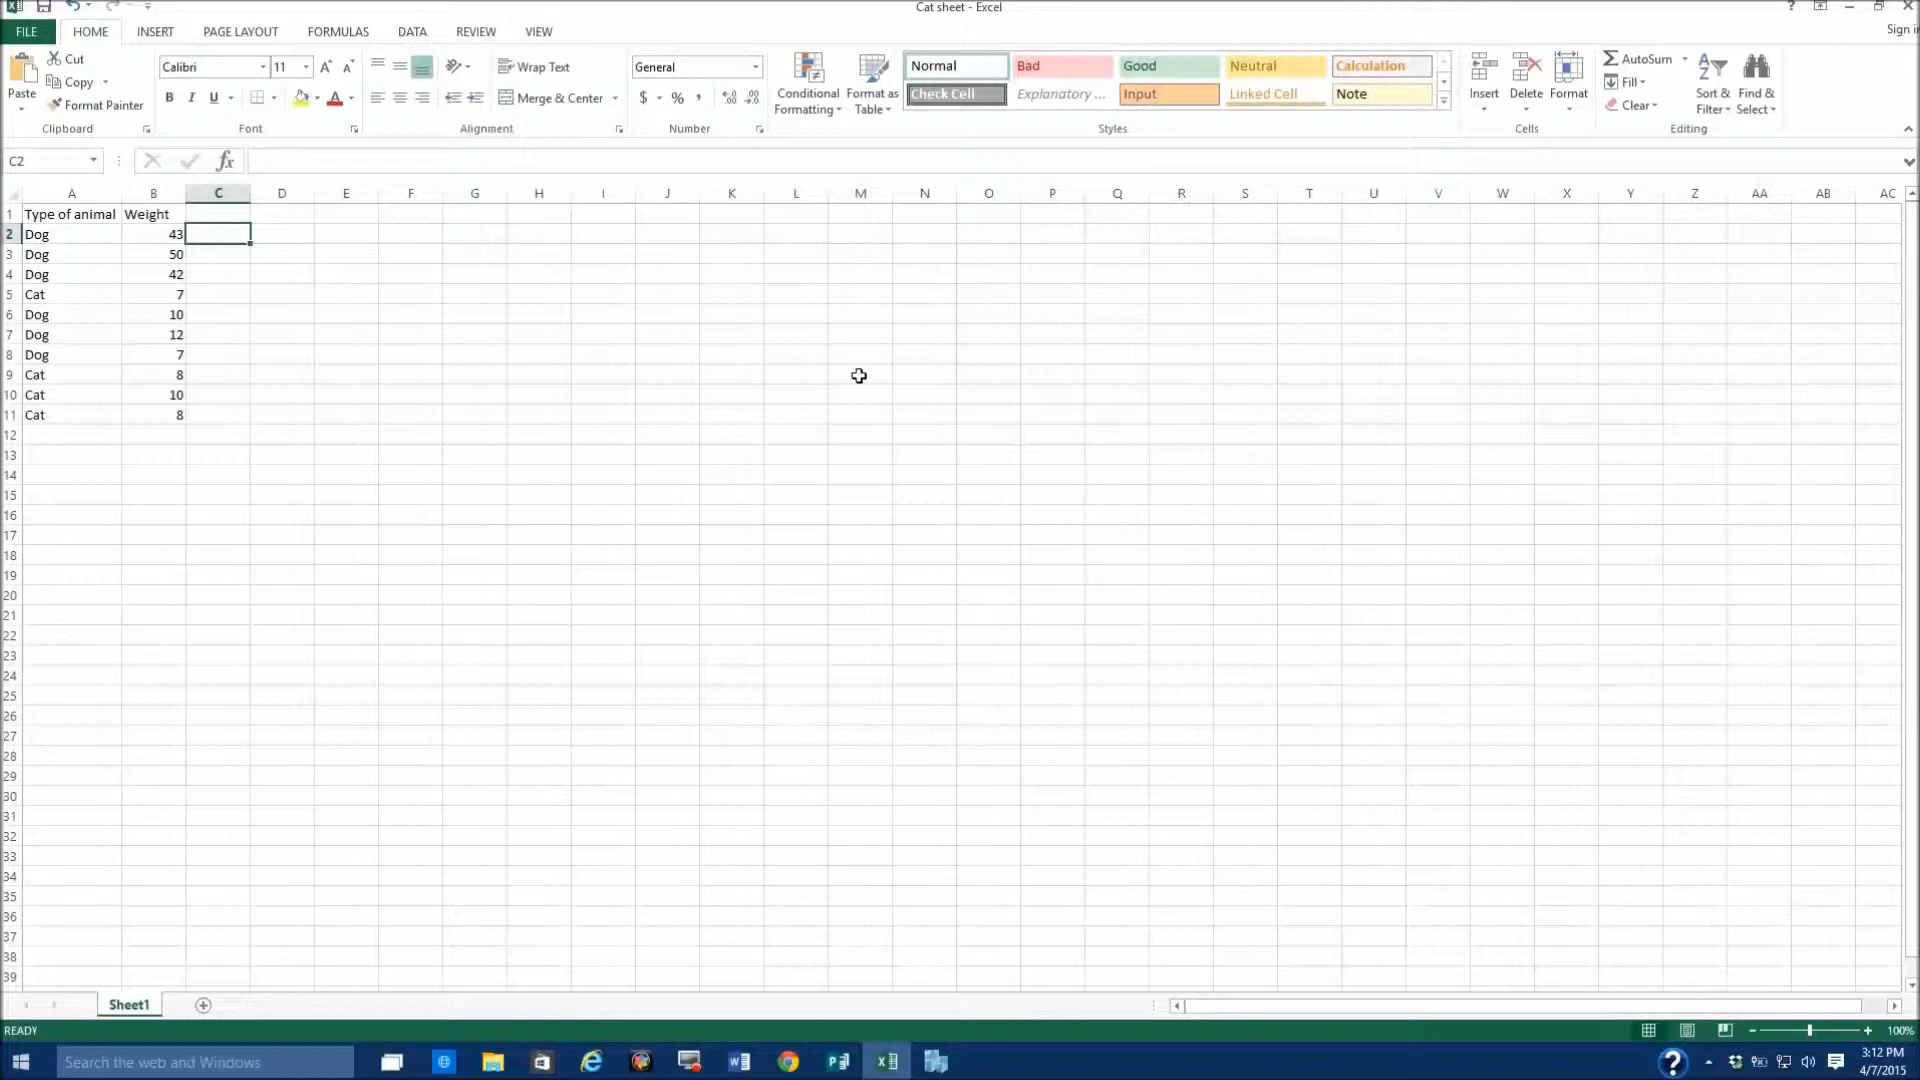 Cat sheet - Excel
FILE HOME INSERT PAGE LAYOUT FORMULAS DATA REVIEW VIEW Sign in
Paste Cut Copy Format Painter Clipboard
Calibri 11 B I U Font
Wrap Text Merge & Center Alignment
General $ % Number
Conditional Formatting Format as Table
Normal Bad Good Neutral Calculation
Check Cell Explanatory ... Input Linked Cell Note
Styles
Insert Delete Format Cells
AutoSum Fill Clear Sort & Filter Find & Select Editing
C2 fx
A B C D E F G H I J K L M N O P Q R S T U V W X Y Z AA AB AC
1 Type of animal Weight
2 Dog 43
3 Dog 50
4 Dog 42
5 Cat 7
6 Dog 10
7 Dog 12
8 Dog 7
9 Cat 8
10 Cat 10
11 Cat 8
12
13
14
15
16
17
18
19
20
21
22
23
24
25
26
27
28
29
30
31
32
33
34
35
36
37
38
39
Sheet1
READY 100%
Search the web and Windows
3:12 PM
4/7/2015